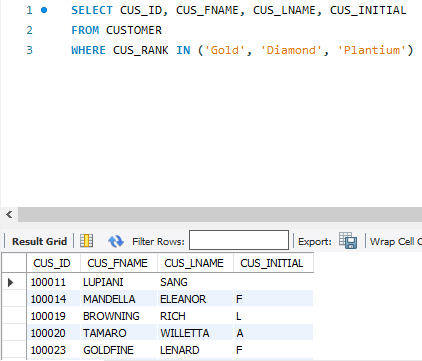 1 SELECT CUS_ID, CUS_FNAME, CUS_LNAME, CUS_INITIAL
2 FROM CUSTOMER
3 WHERE CUS_RANK IN ('Gold', 'Diamond', 'Plantium')
Result Grid Filter Rows: Export: Wrap Cell C
CUS_ID CUS_FNAME CUS_LNAME CUS_INITIAL
100011 LUPIANI SANG
100014 MANDELLA ELEANOR F
100019 BROWNING RICH L
100020 TAMARO WILLETTA A
100023 GOLDFINE LENARD F